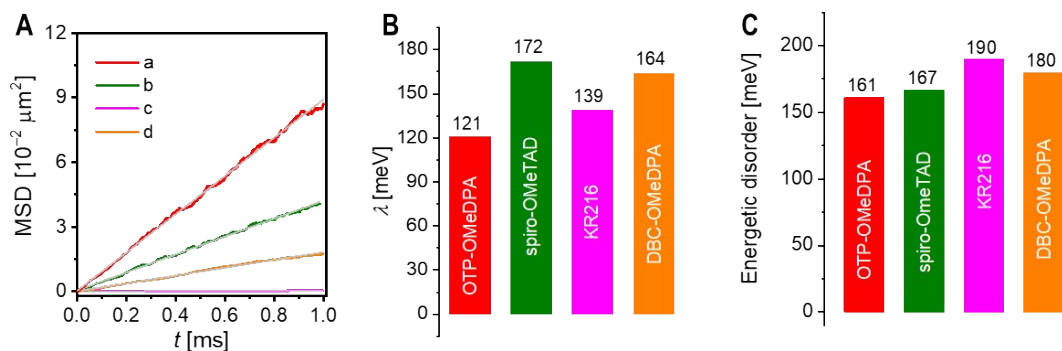 A
MSD [10⁻² μm²]
12
9
6
3
0
a
b
c
d
0.0 0.2 0.4 0.6 0.8 1.0
t [ms]
B
λ [meV]
180
150
120
90
60
30
0
121
172
139
164
OTP-OMeDPA
spiro-OMeTAD
KR216
DBC-OMeDPA
C
Energetic disorder [meV]
200
150
100
50
0
161
167
190
180
OTP-OMeDPA
spiro-OmeTAD
KR216
DBC-OMeDPA